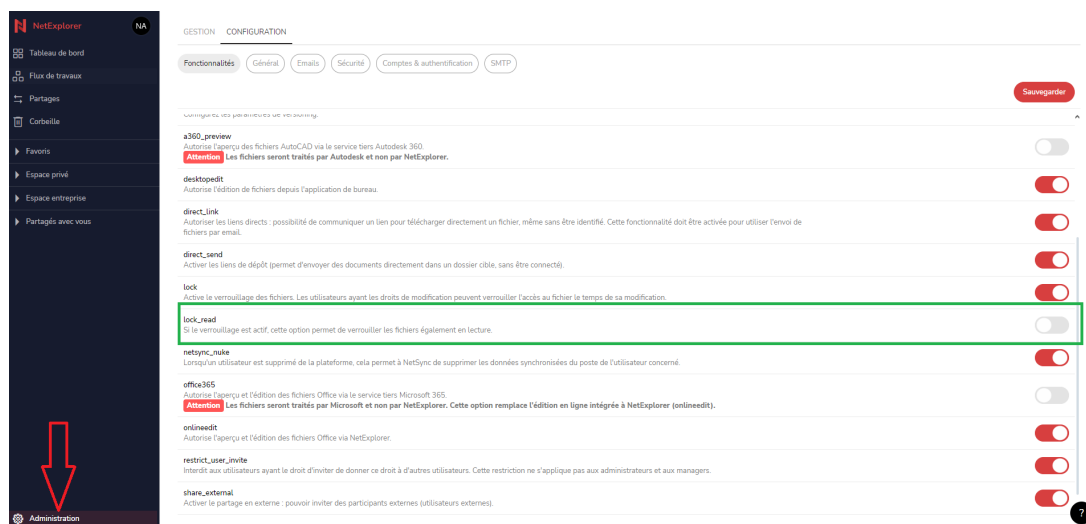 NetExplorer
NA
Tableau de bord
Flux de travaux
Partages
Corbeille
Favoris
Espace privé
Espace entreprise
Partagés avec vous
Administration
GESTION CONFIGURATION
Fonctionnalités Général Emails Sécurité Comptes & authentification SMTP
Sauvegarder
Configurez les paramètres de versioning.
a360_preview
Autorise l'aperçu des fichiers AutoCAD via le service tiers Autodesk 360.
Attention Les fichiers seront traités par Autodesk et non par NetExplorer.
desktopedit
Autorise l'édition de fichiers depuis l'application de bureau.
direct_link
Autoriser les liens directs : possibilité de communiquer un lien pour télécharger directement un fichier, même sans être identifié. Cette fonctionnalité doit être activée pour utiliser l'envoi de
fichiers par email.
direct_send
Activer les liens de dépôt (permet d'envoyer des documents directement dans un dossier cible, sans être connecté).
lock
Active le verrouillage des fichiers. Les utilisateurs ayant les droits de modification peuvent verrouiller l'accès au fichier le temps de sa modification.
lock_read
Si le verrouillage est actif, cette option permet de verrouiller les fichiers également en lecture.
netsync_nuke
Lorsqu'un utilisateur est supprimé de la plateforme, cela permet à NetSync de supprimer les données synchronisées du poste de l'utilisateur concerné.
office365
Autorise l'aperçu et l'édition des fichiers Office via le service tiers Microsoft 365.
Attention Les fichiers seront traités par Microsoft et non par NetExplorer. Cette option remplace l'édition en ligne intégrée à NetExplorer (onlineedit).
onlineedit
Autorise l'aperçu et l'édition des fichiers Office via NetExplorer.
restrict_user_invite
Interdit aux utilisateurs ayant le droit d'inviter de donner ce droit à d'autres utilisateurs. Cette restriction ne s'applique pas aux administrateurs et aux managers.
share_external
Activer le partage en externe : pouvoir inviter des participants externes (utilisateurs externes).
?